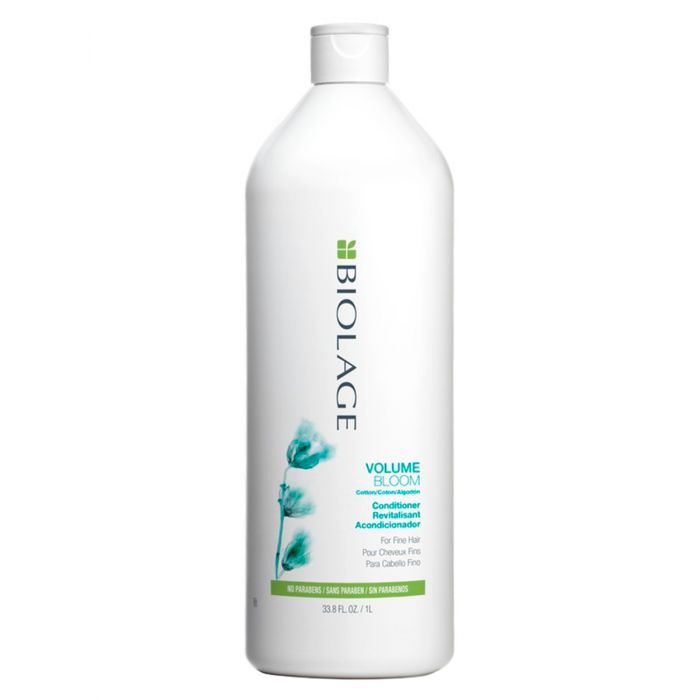 BIOLAGE
VOLUME
BLOOM
Cotton/Coton/Algodón
Conditioner
Revitalisant
Acondicionador
For Fine Hair
Pour Cheveux Fins
Para Cabello Fino
NO PARABENS / SANS PARABEN / SIN PARABENOS
33.8 FL. OZ. / 1L